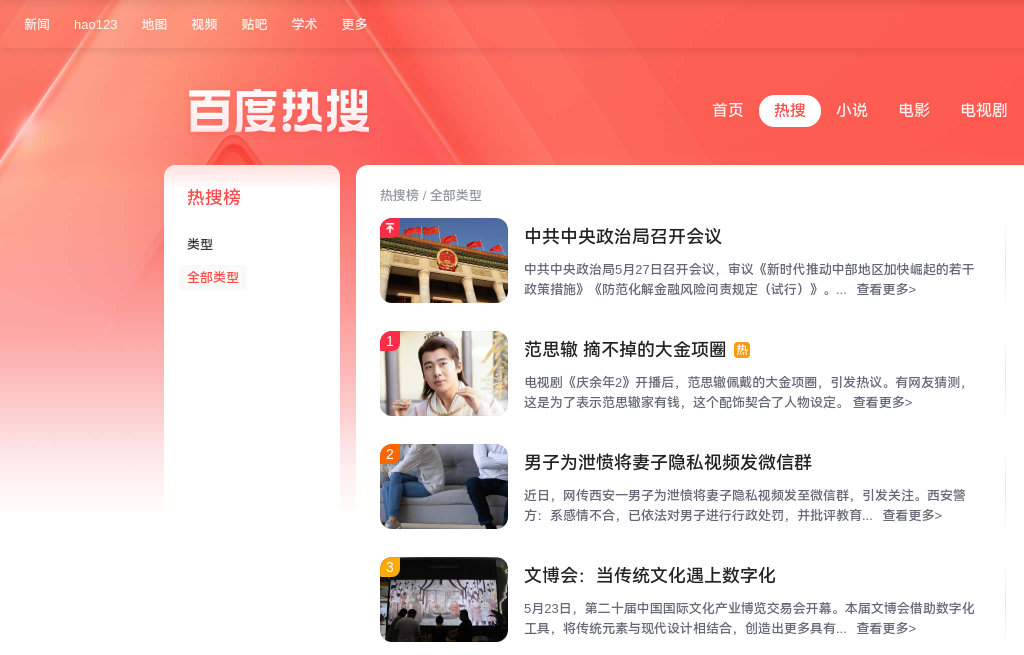 新闻 hao123 地图 视频 贴吧 学术 更多
百度热搜
首页 热搜 小说 电影 电视剧
热搜榜
类型
全部类型
热搜榜 / 全部类型
中共中央政治局召开会议
中共中央政治局5月27日召开会议，审议《新时代推动中部地区加快崛起的若干
政策措施》《防范化解金融风险问责规定（试行）》。... 查看更多>
1
范思辙 摘不掉的大金项圈 热
电视剧《庆余年2》开播后，范思辙佩戴的大金项圈，引发热议。有网友猜测，
这是为了表示范思辙家有钱，这个配饰契合了人物设定。 查看更多>
2
男子为泄愤将妻子隐私视频发微信群
近日，网传西安一男子为泄愤将妻子隐私视频发至微信群，引发关注。西安警
方：系感情不合，已依法对男子进行行政处罚，并批评教育... 查看更多>
3
文博会：当传统文化遇上数字化
5月23日，第二十届中国国际文化产业博览交易会开幕。本届文博会借助数字化
工具，将传统元素与现代设计相结合，创造出更多具有... 查看更多>